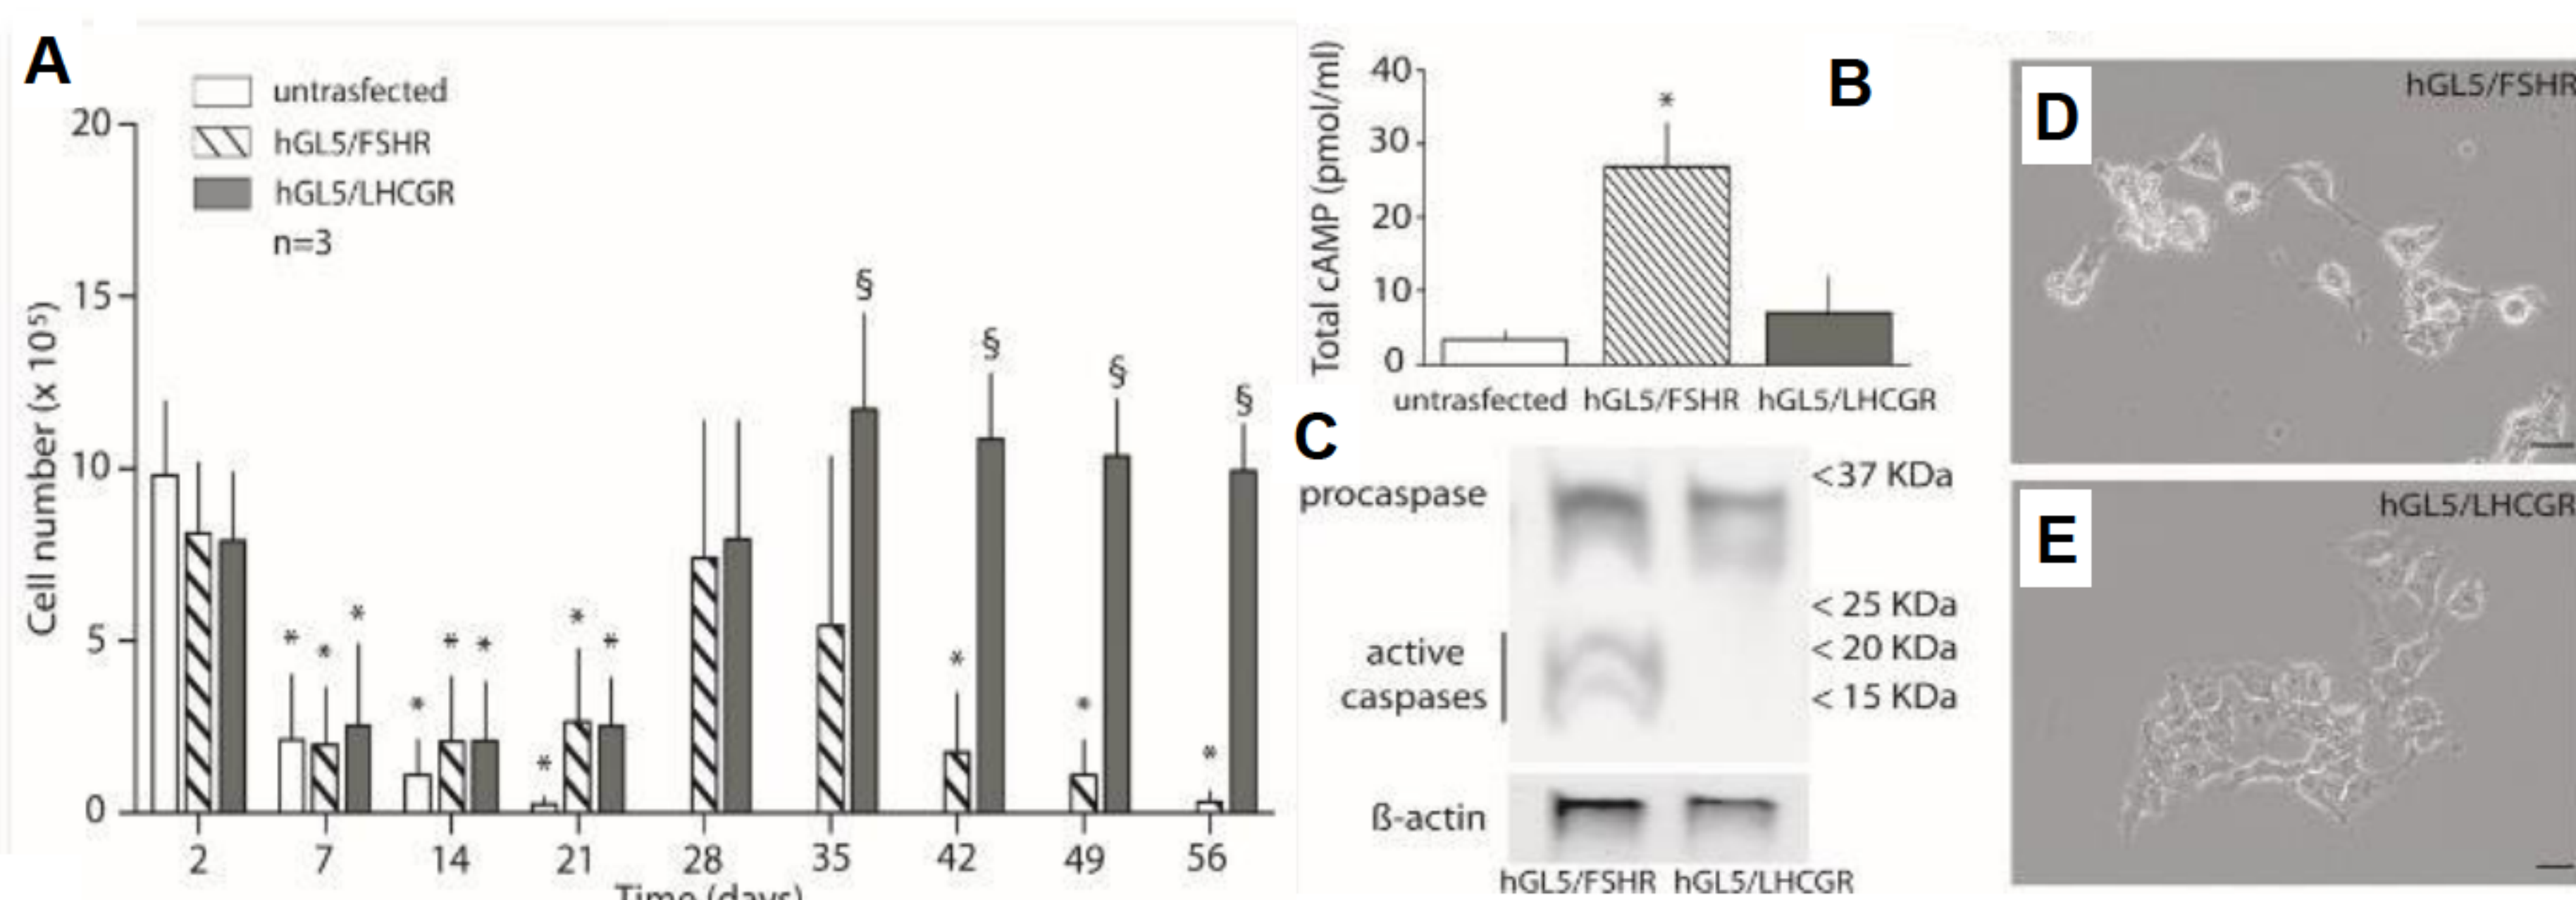 A
untrasfected
hGL5/FSHR
hGL5/LHCGR
n=3
Cell number (x 10⁵)
20
15
10
5
0
§
§
§
§
*
*
*
*
*
*
*
*
*
*
*
*
2
7
14
21
28
35
42
49
56
Time (days)
B
Total cAMP (pmol/ml)
40
30
20
10
0
*
untrasfected hGL5/FSHR hGL5/LHCGR
C
procaspase
<37 KDa
< 25 KDa
< 20 KDa
< 15 KDa
active
caspases
ß-actin
hGL5/FSHR hGL5/LHCGR
D
hGL5/FSHR
E
hGL5/LHCGR